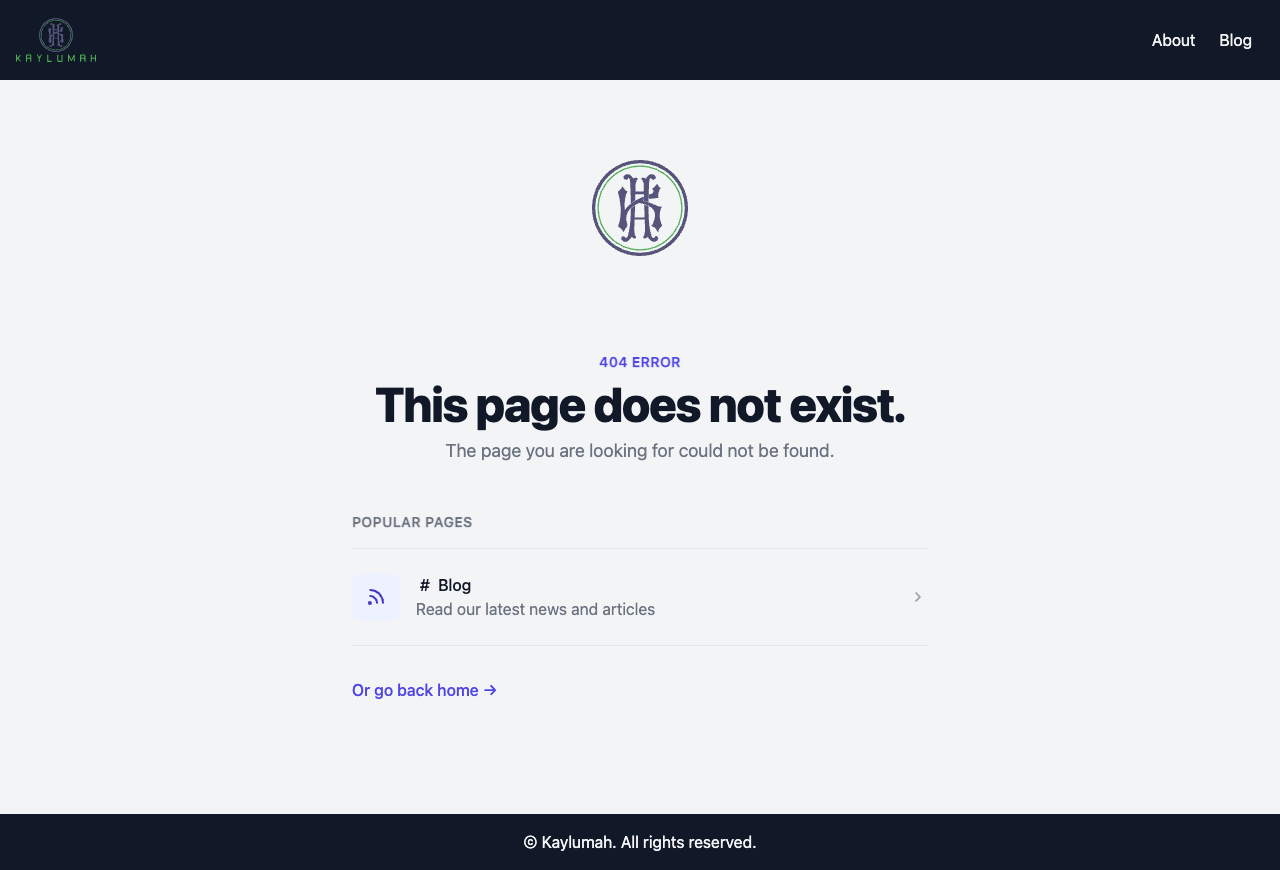 KAYLUMAH
About
Blog
404 ERROR
This page does not exist.
The page you are looking for could not be found.
POPULAR PAGES
# Blog
Read our latest news and articles
Or go back home →
© Kaylumah. All rights reserved.